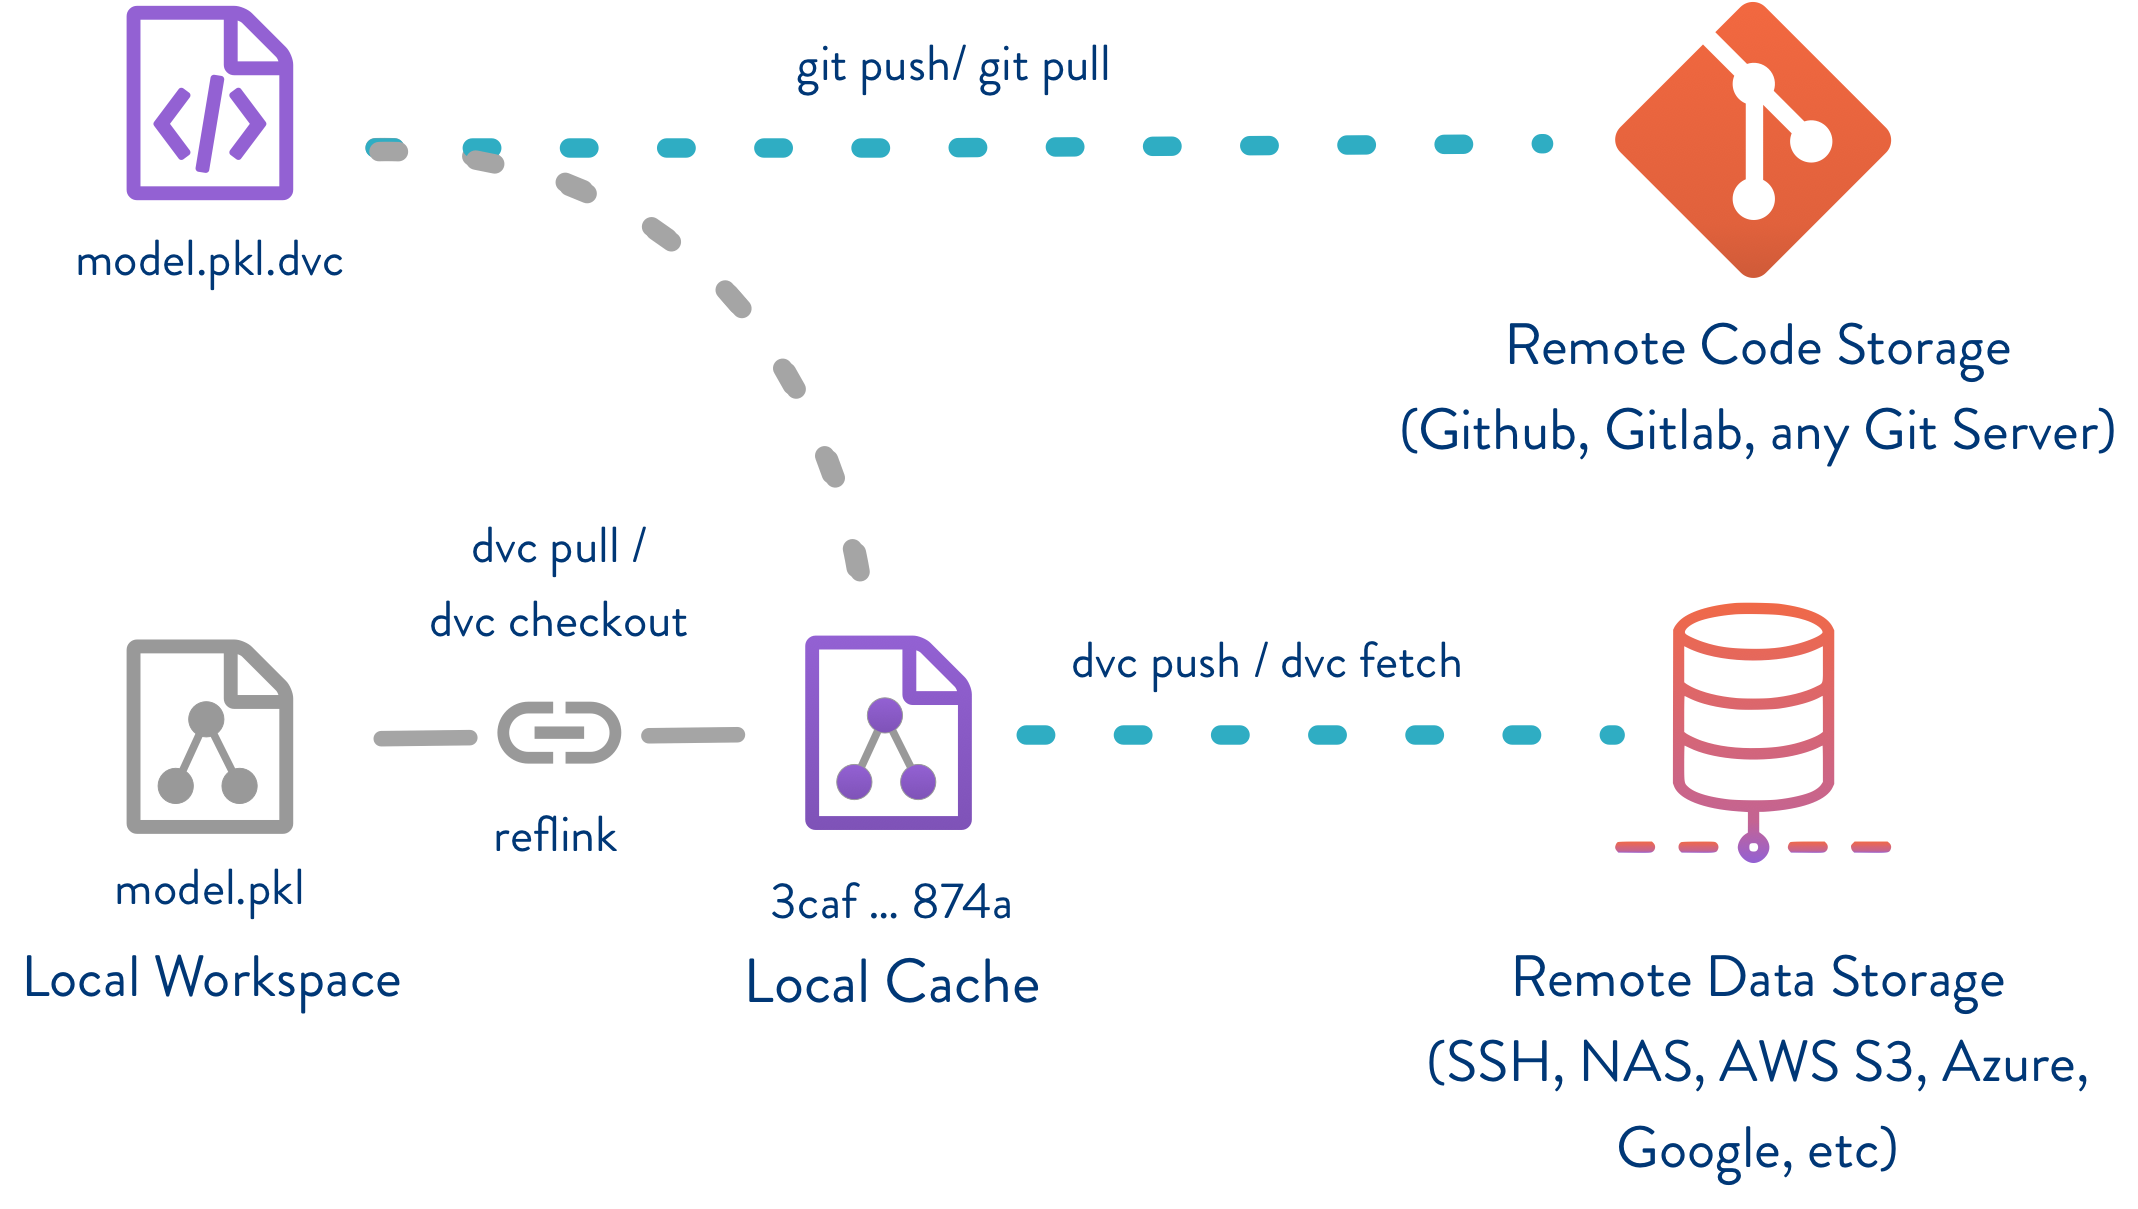 git push/ git pull
model.pkl.dvc
Remote Code Storage
(Github, Gitlab, any Git Server)
dvc pull /
dvc checkout
dvc push / dvc fetch
reflink
model.pkl
3caf ... 874a
Local Workspace
Local Cache
Remote Data Storage
(SSH, NAS, AWS S3, Azure,
Google, etc)